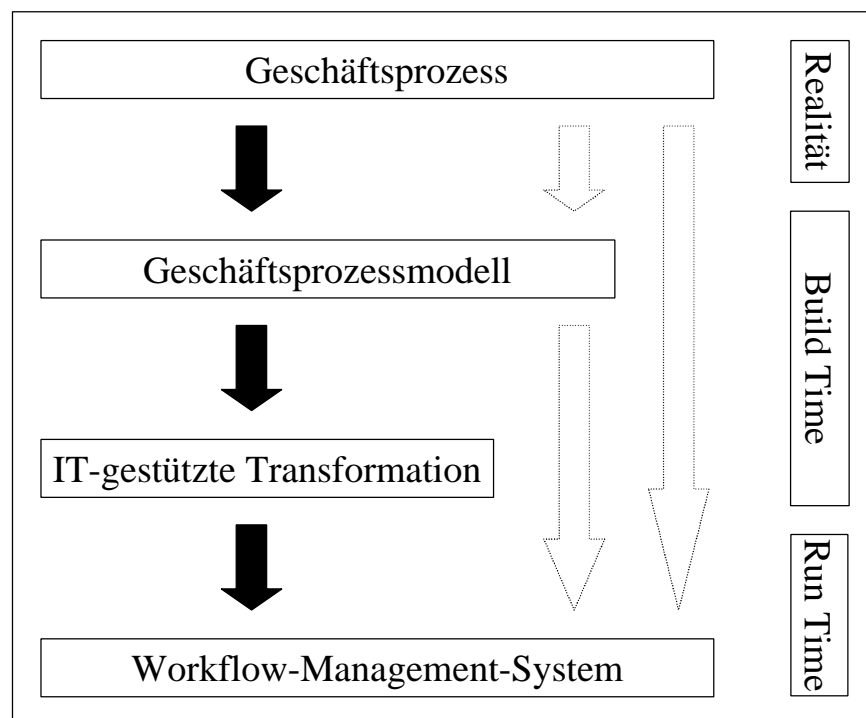 Geschäftsprozess
Realität
Geschäftsprozessmodell
Build Time
IT-gestützte Transformation
Run Time
Workflow-Management-System